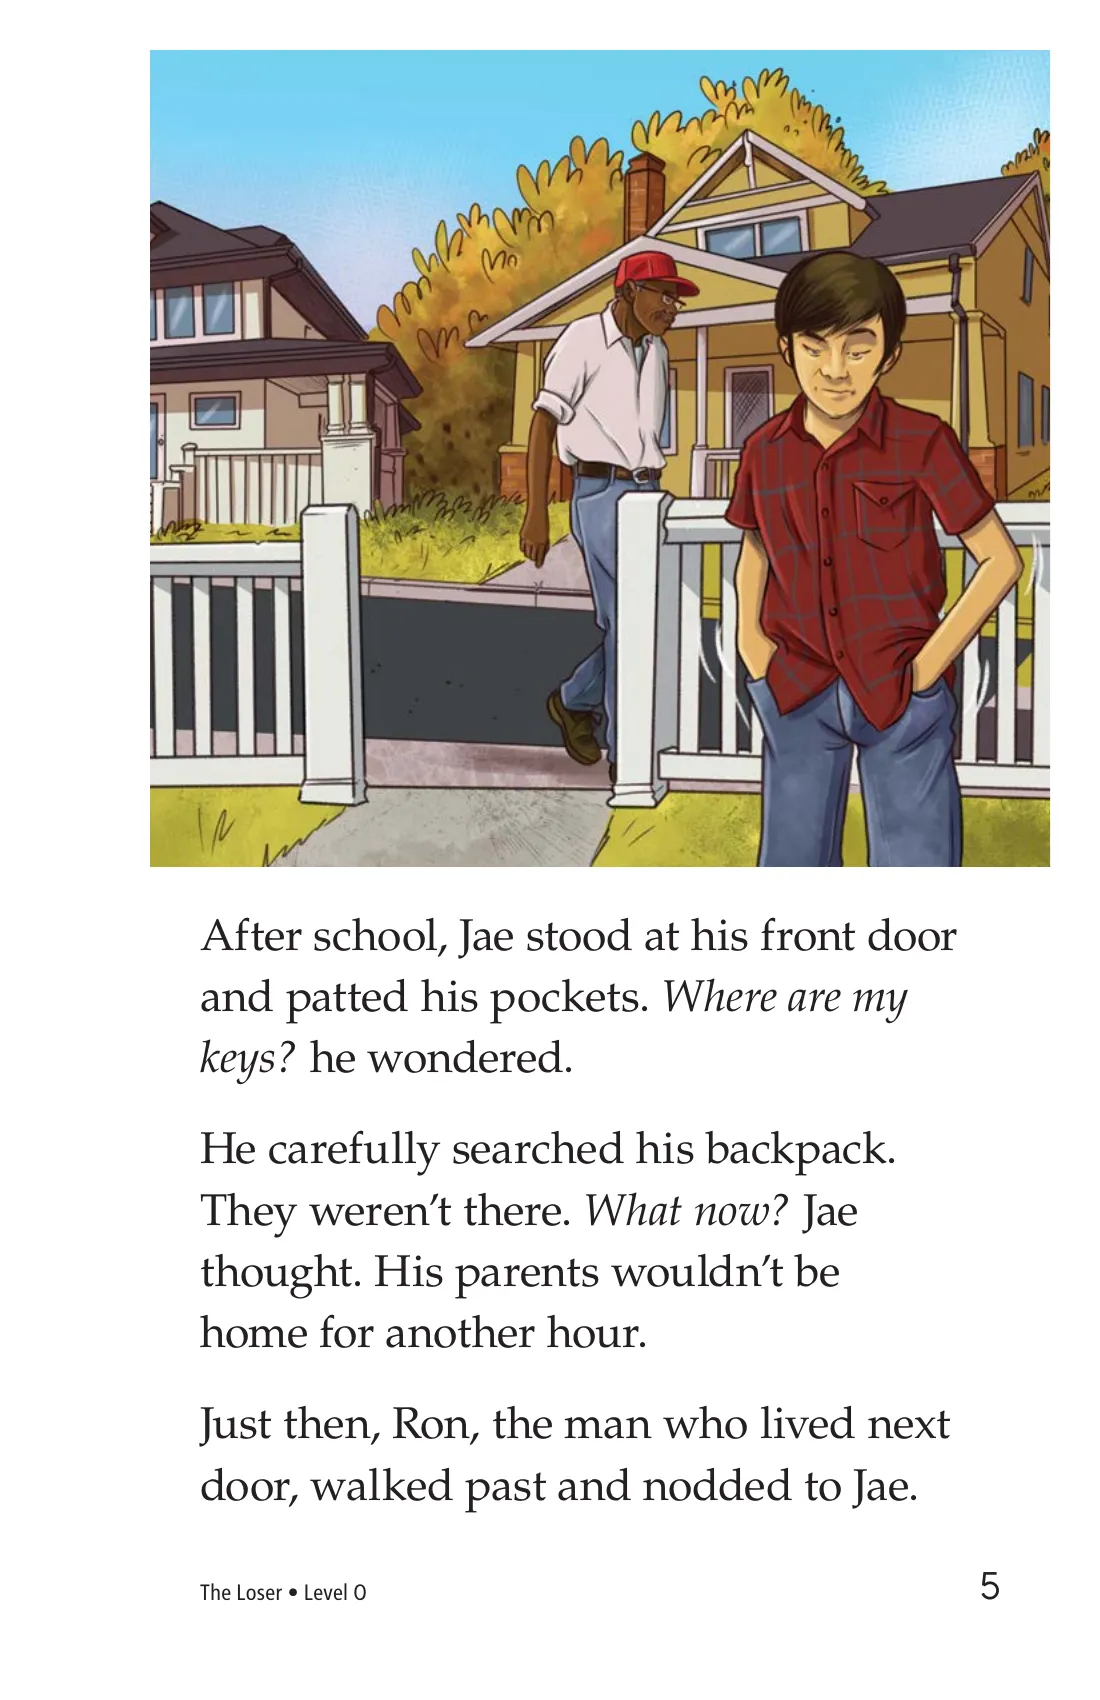 After school, Jae stood at his front door
and patted his pockets. Where are my
keys? he wondered.
He carefully searched his backpack.
They weren’t there. What now? Jae
thought. His parents wouldn’t be
home for another hour.
Just then, Ron, the man who lived next
door, walked past and nodded to Jae.
The Loser • Level O
5